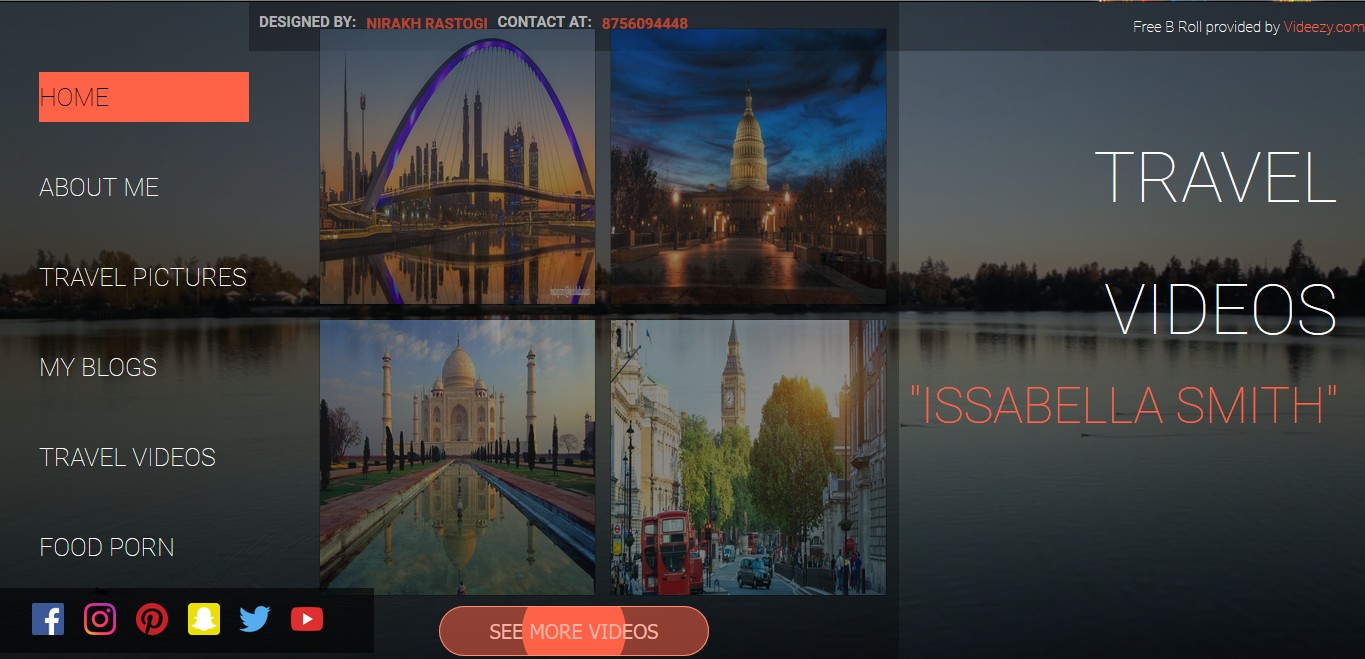 DESIGNED BY: NIRAKH RASTOGI CONTACT AT: 8756094448
Free B Roll provided by Videezy.com
HOME
ABOUT ME
TRAVEL PICTURES
MY BLOGS
TRAVEL VIDEOS
FOOD PORN
TRAVEL
VIDEOS
"ISSABELLA SMITH"
SEE MORE VIDEOS